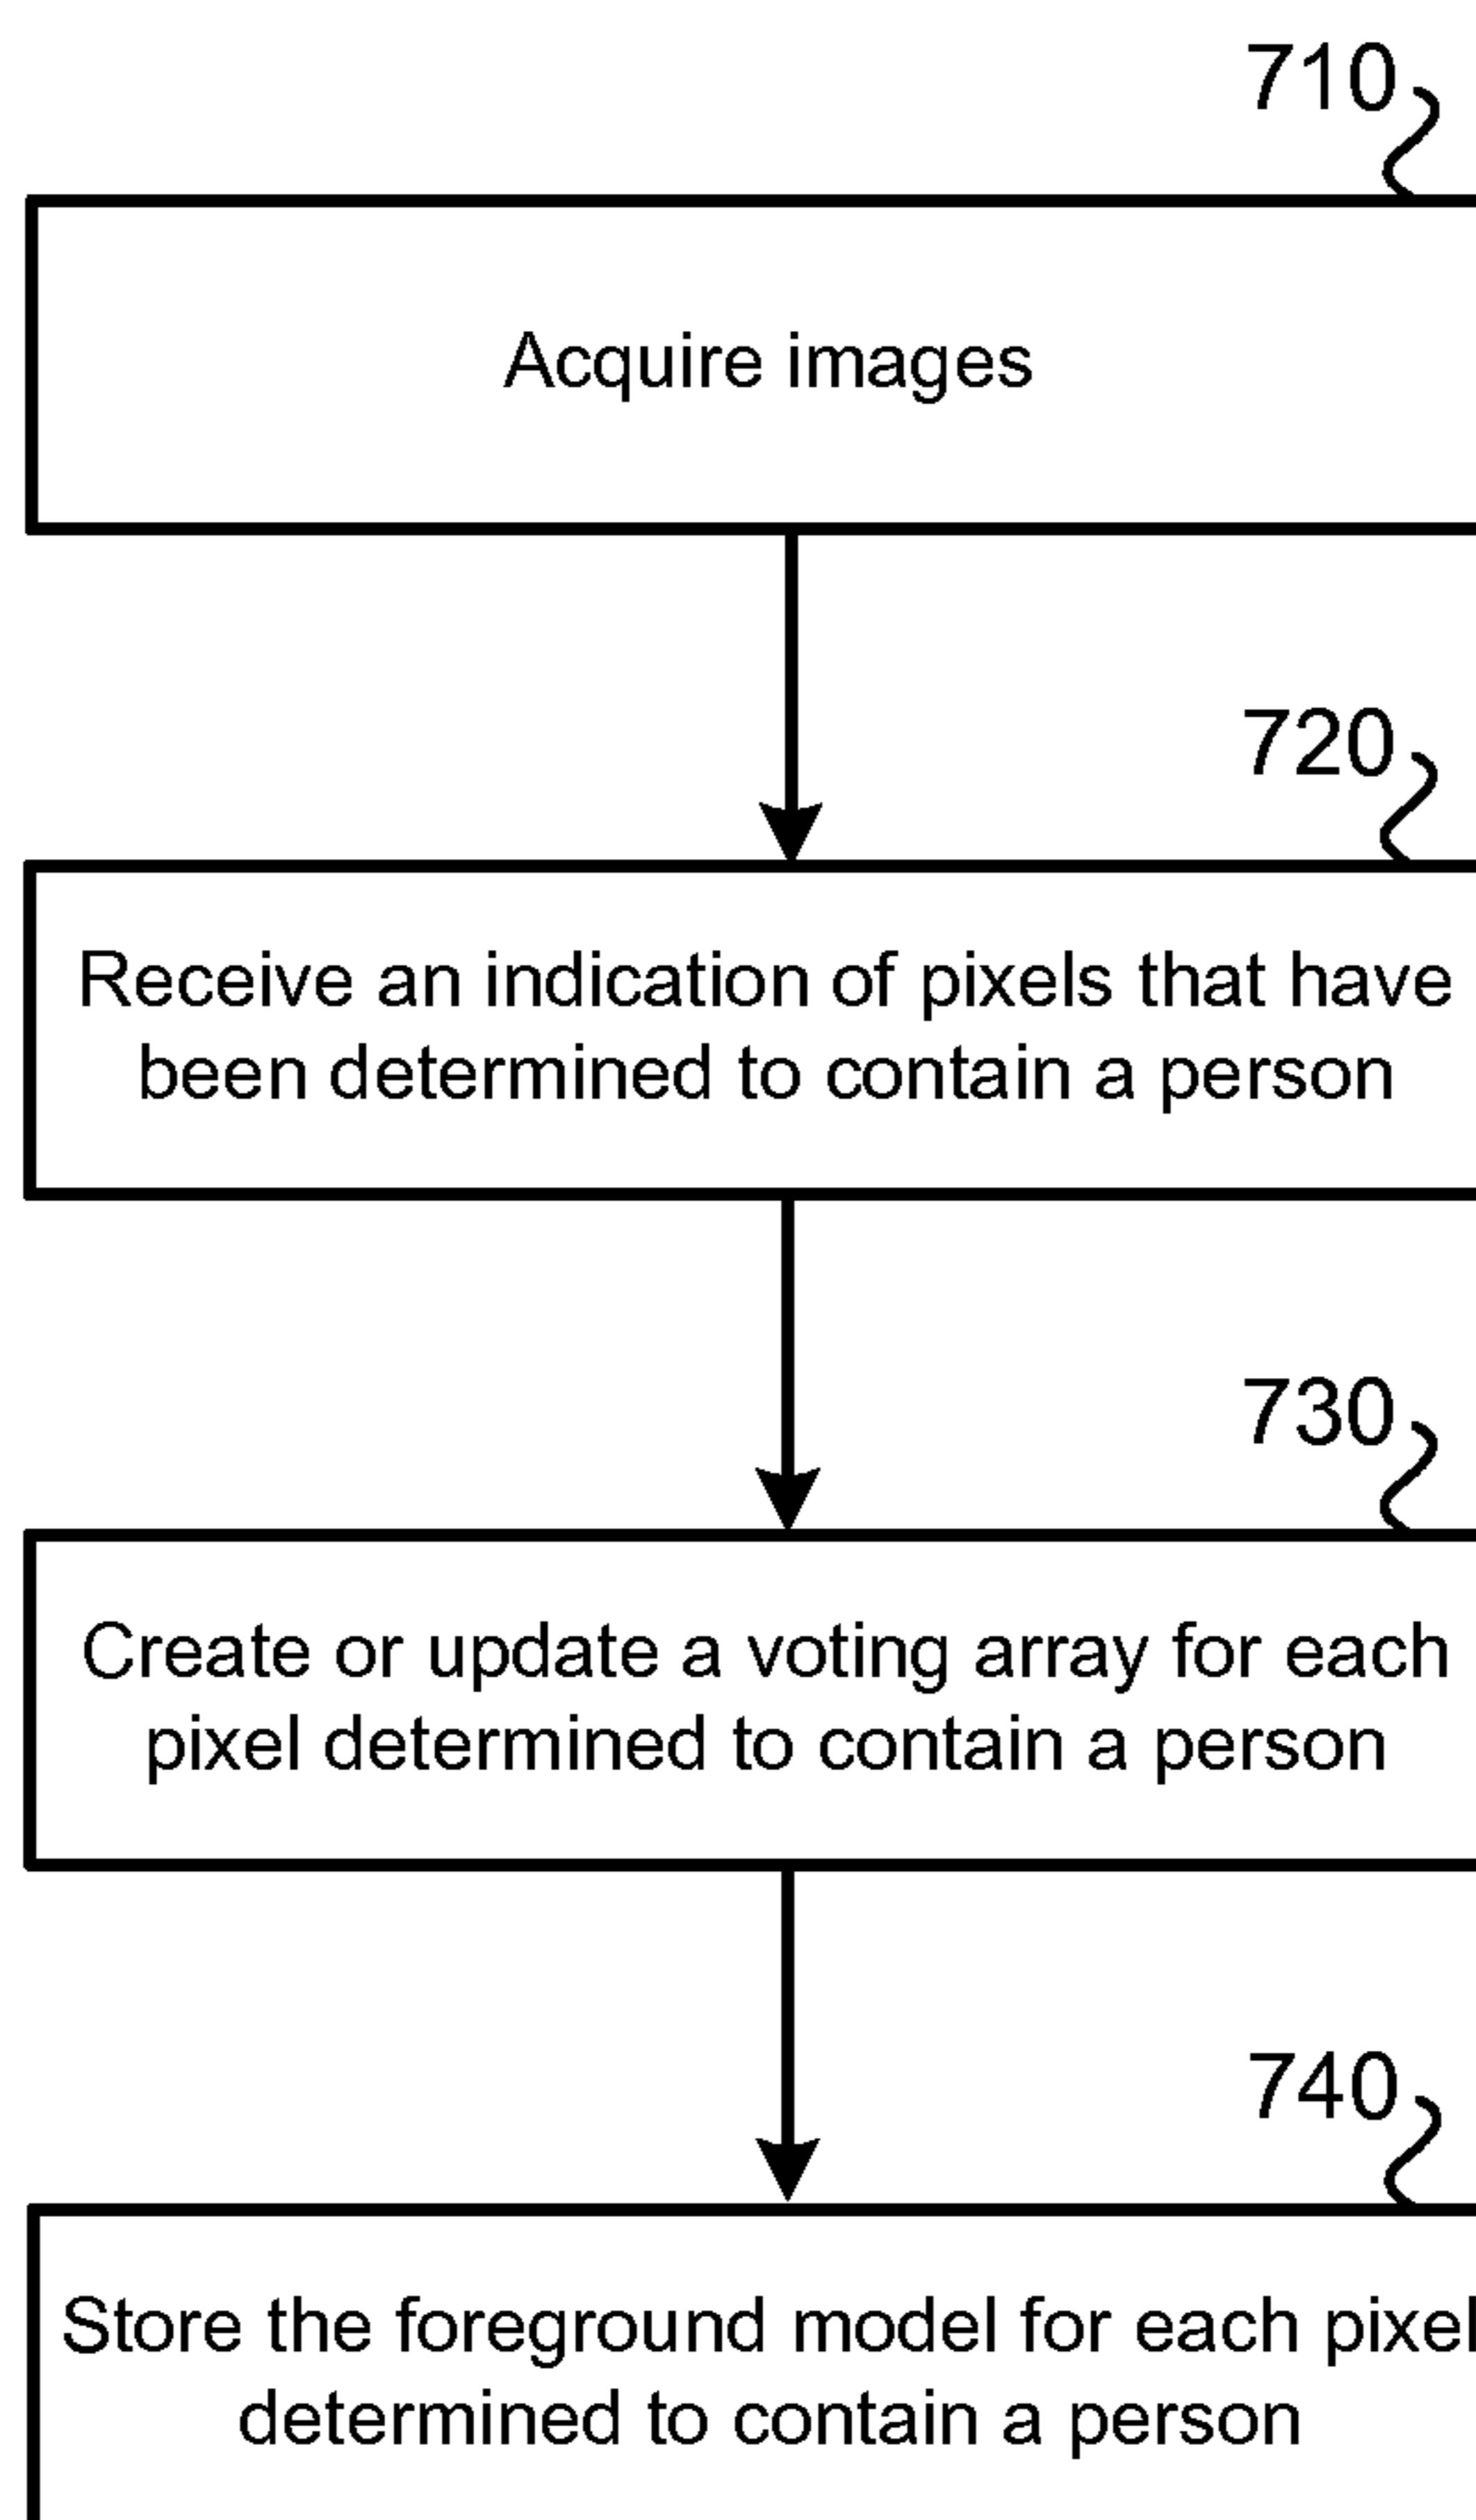 710
Acquire images
720
Receive an indication of pixels that have
been determined to contain a person
730
Create or update a voting array for each
pixel determined to contain a person
740
Store the foreground model for each pixel
determined to contain a person